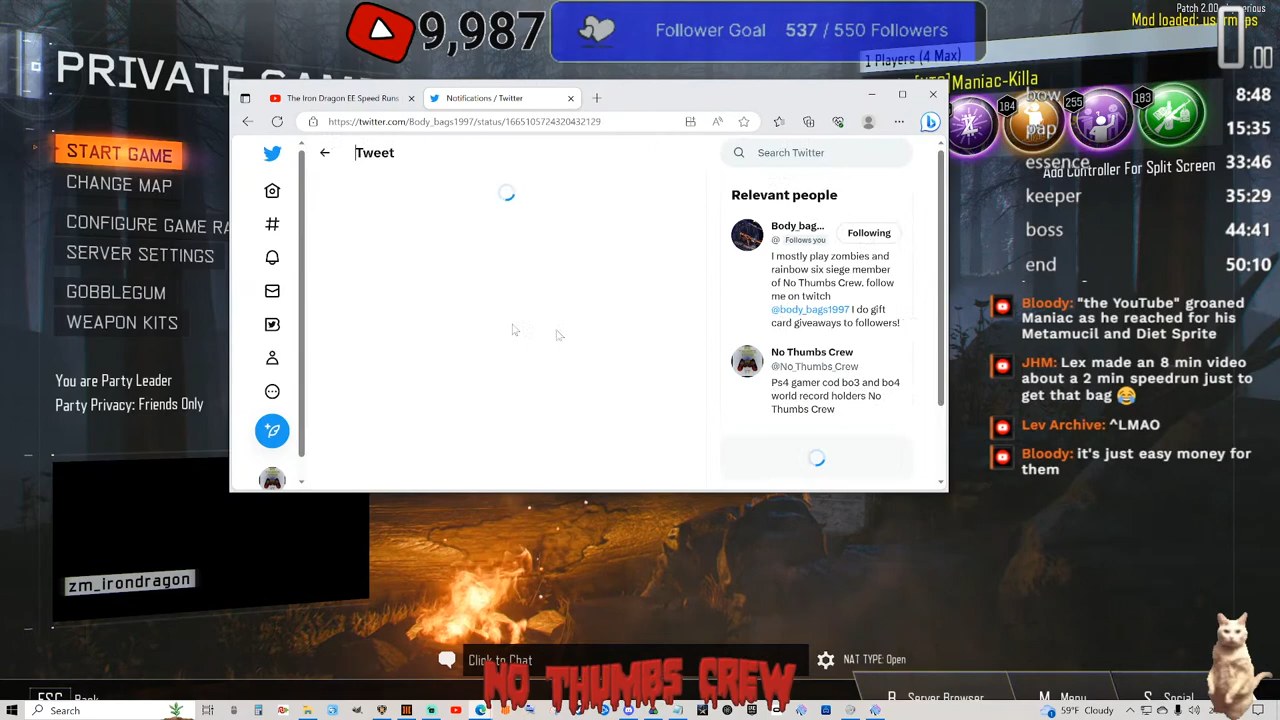 9,987
Follower Goal 537 / 550 Followers
Mod loaded:
.00
PRIVATE
1 Players (4 Max)
Maniac-Killa
184
255
183
bow 8:48
pap 15:35
essence 33:46
keeper 35:29
boss 44:41
end 50:10
Add Controller For Split Screen
START GAME
CHANGE MAP
CONFIGURE GAME
SERVER SETTINGS
GOBBLEGUM
WEAPON KITS
You are Party Leader
Party Privacy: Friends Only
zm_irondragon
The Iron Dragon EE Speed Runs
Notifications / Twitter
https://twitter.com/Body_bags1997/status/1665105724320432129
Tweet
Search Twitter
Relevant people
Body_bag...
@ Follows you
Following
I mostly play zombies and
rainbow six siege member
of No Thumbs Crew. follow
me on twitch
@body_bags1997 I do gift
card giveaways to followers!
No Thumbs Crew
@No_Thumbs_Crew
Ps4 gamer cod bo3 and bo4
world record holders No
Thumbs Crew
Bloody: "the YouTube" groaned
Maniac as he reached for his
Metamucil and Diet Sprite
JHM: Lex made an 8 min video
about a 2 min speedrun just to
get that bag 😂
Lev Archive: ^LMAO
Bloody: it's just easy money for
them
Click to Chat
NAT TYPE: Open
NO THUMBS CREW
ESC Back
Server Browser
M Menu
S Social
Search
59°F Cloudy